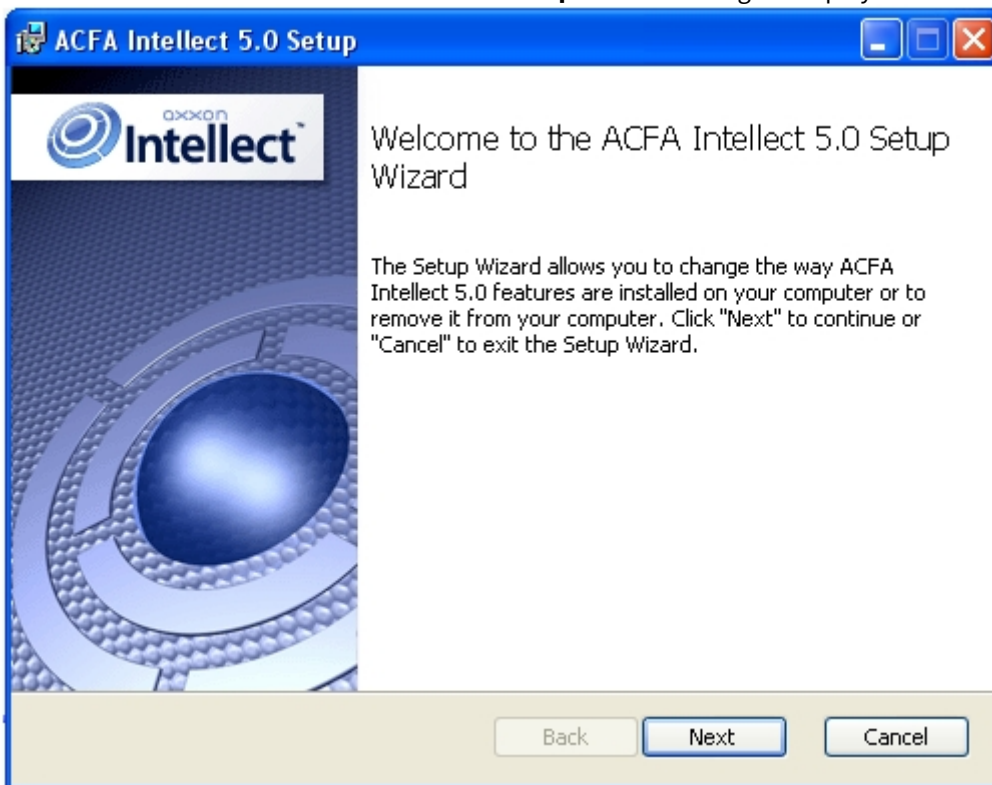 ACFA Intellect 5.0 Setup
axxon
Intellect™
Welcome to the ACFA Intellect 5.0 Setup
Wizard
The Setup Wizard allows you to change the way ACFA
Intellect 5.0 features are installed on your computer or to
remove it from your computer. Click "Next" to continue or
"Cancel" to exit the Setup Wizard.
Back
Next
Cancel